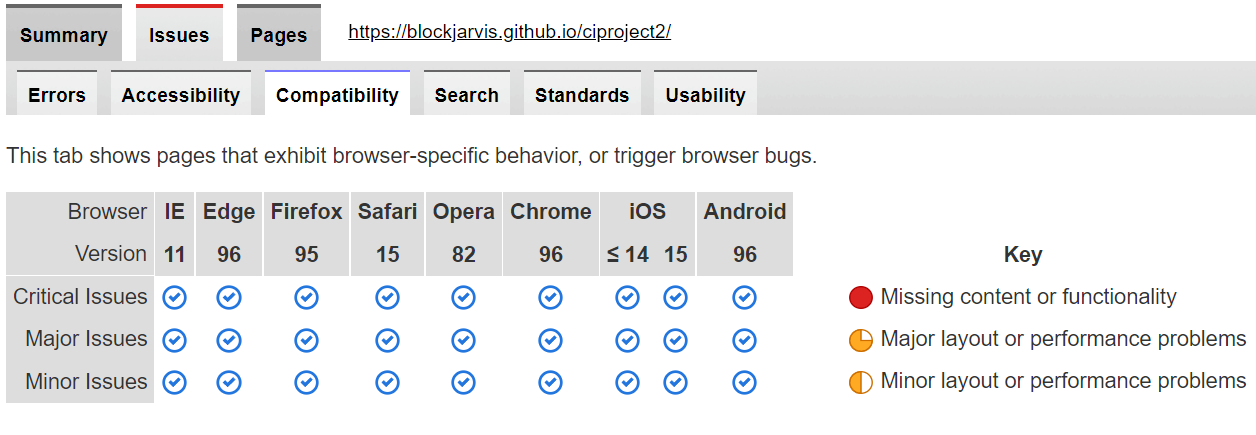 Summary Issues Pages https://blockjarvis.github.io/ciproject2/
Errors Accessibility Compatibility Search Standards Usability
This tab shows pages that exhibit browser-specific behavior, or trigger browser bugs.
Browser IE Edge Firefox Safari Opera Chrome iOS Android
Version 11 96 95 15 82 96 ≤ 14 15 96 Key
Critical Issues Missing content or functionality
Major Issues Major layout or performance problems
Minor Issues Minor layout or performance problems